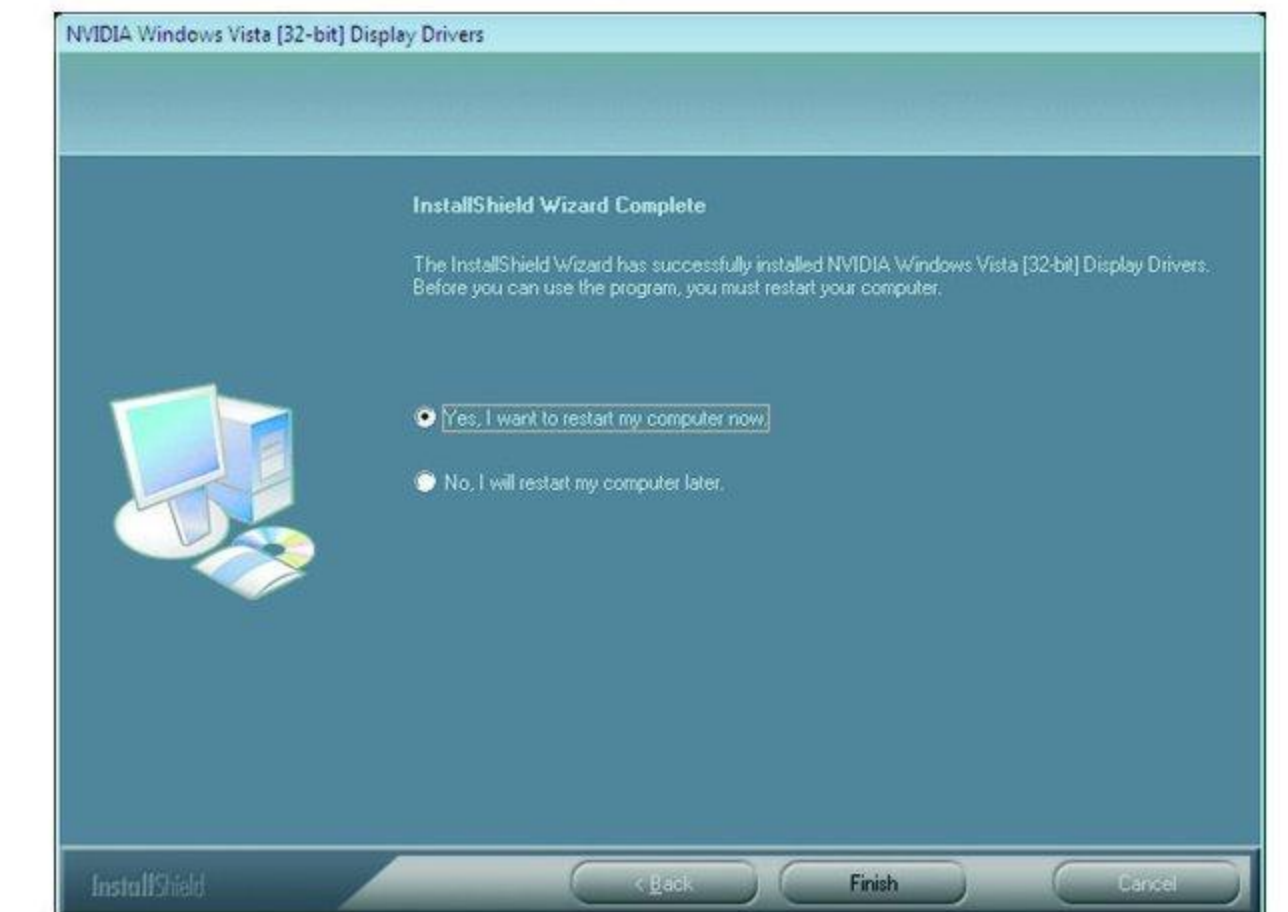 NVIDIA Windows Vista [32-bit] Display Drivers
InstallShield Wizard Complete
The InstallShield Wizard has successfully installed NVIDIA Windows Vista [32-bit] Display Drivers.
Before you can use the program, you must restart your computer.
Yes, I want to restart my computer now.
No, I will restart my computer later.
InstallShield
< Back
Finish
Cancel